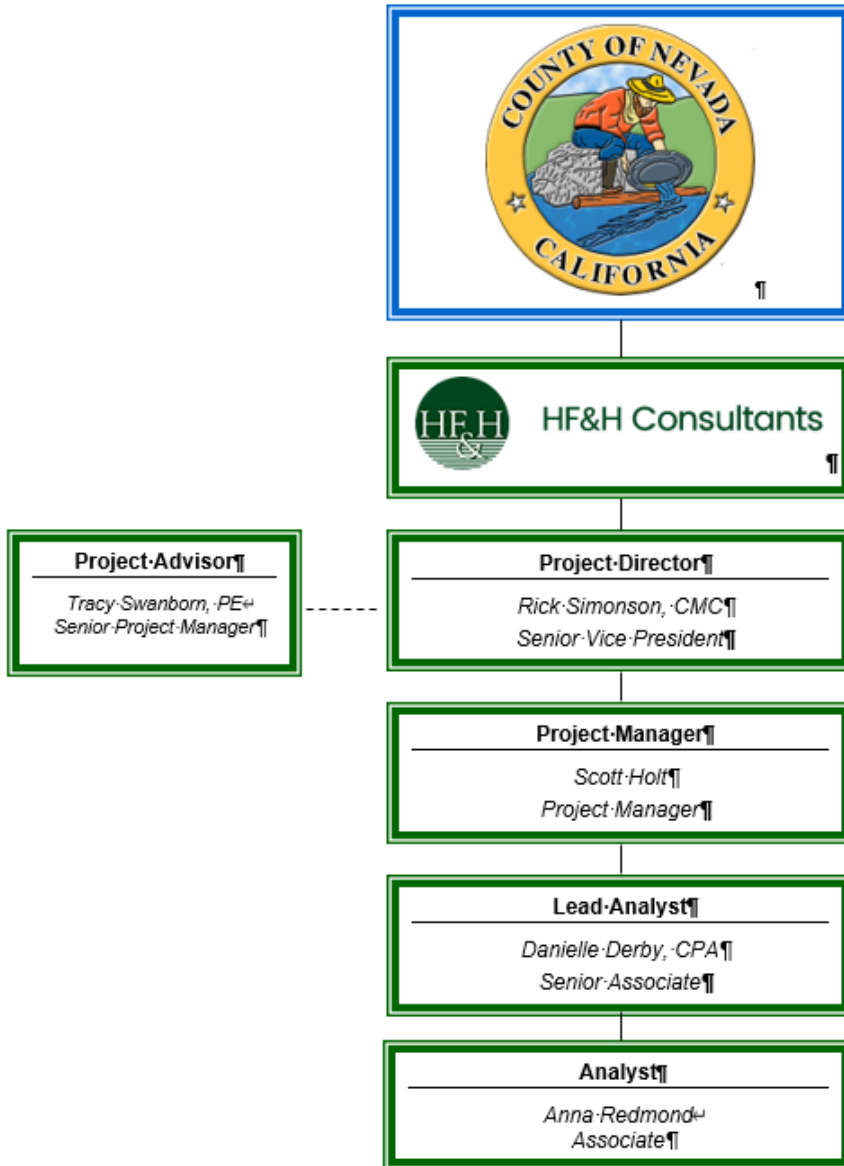 COUNTY OF NEVADA
CALIFORNIA
¶
HF&H
HF&H Consultants
¶
Project·Advisor¶
Tracy·Swanborn,·PE↵
Senior·Project·Manager¶
Project·Director¶
Rick·Simonson,·CMC¶
Senior·Vice·President¶
Project·Manager¶
Scott·Holt¶
Project·Manager¶
Lead·Analyst¶
Danielle·Derby,·CPA¶
Senior·Associate¶
Analyst¶
Anna·Redmond↵
Associate¶